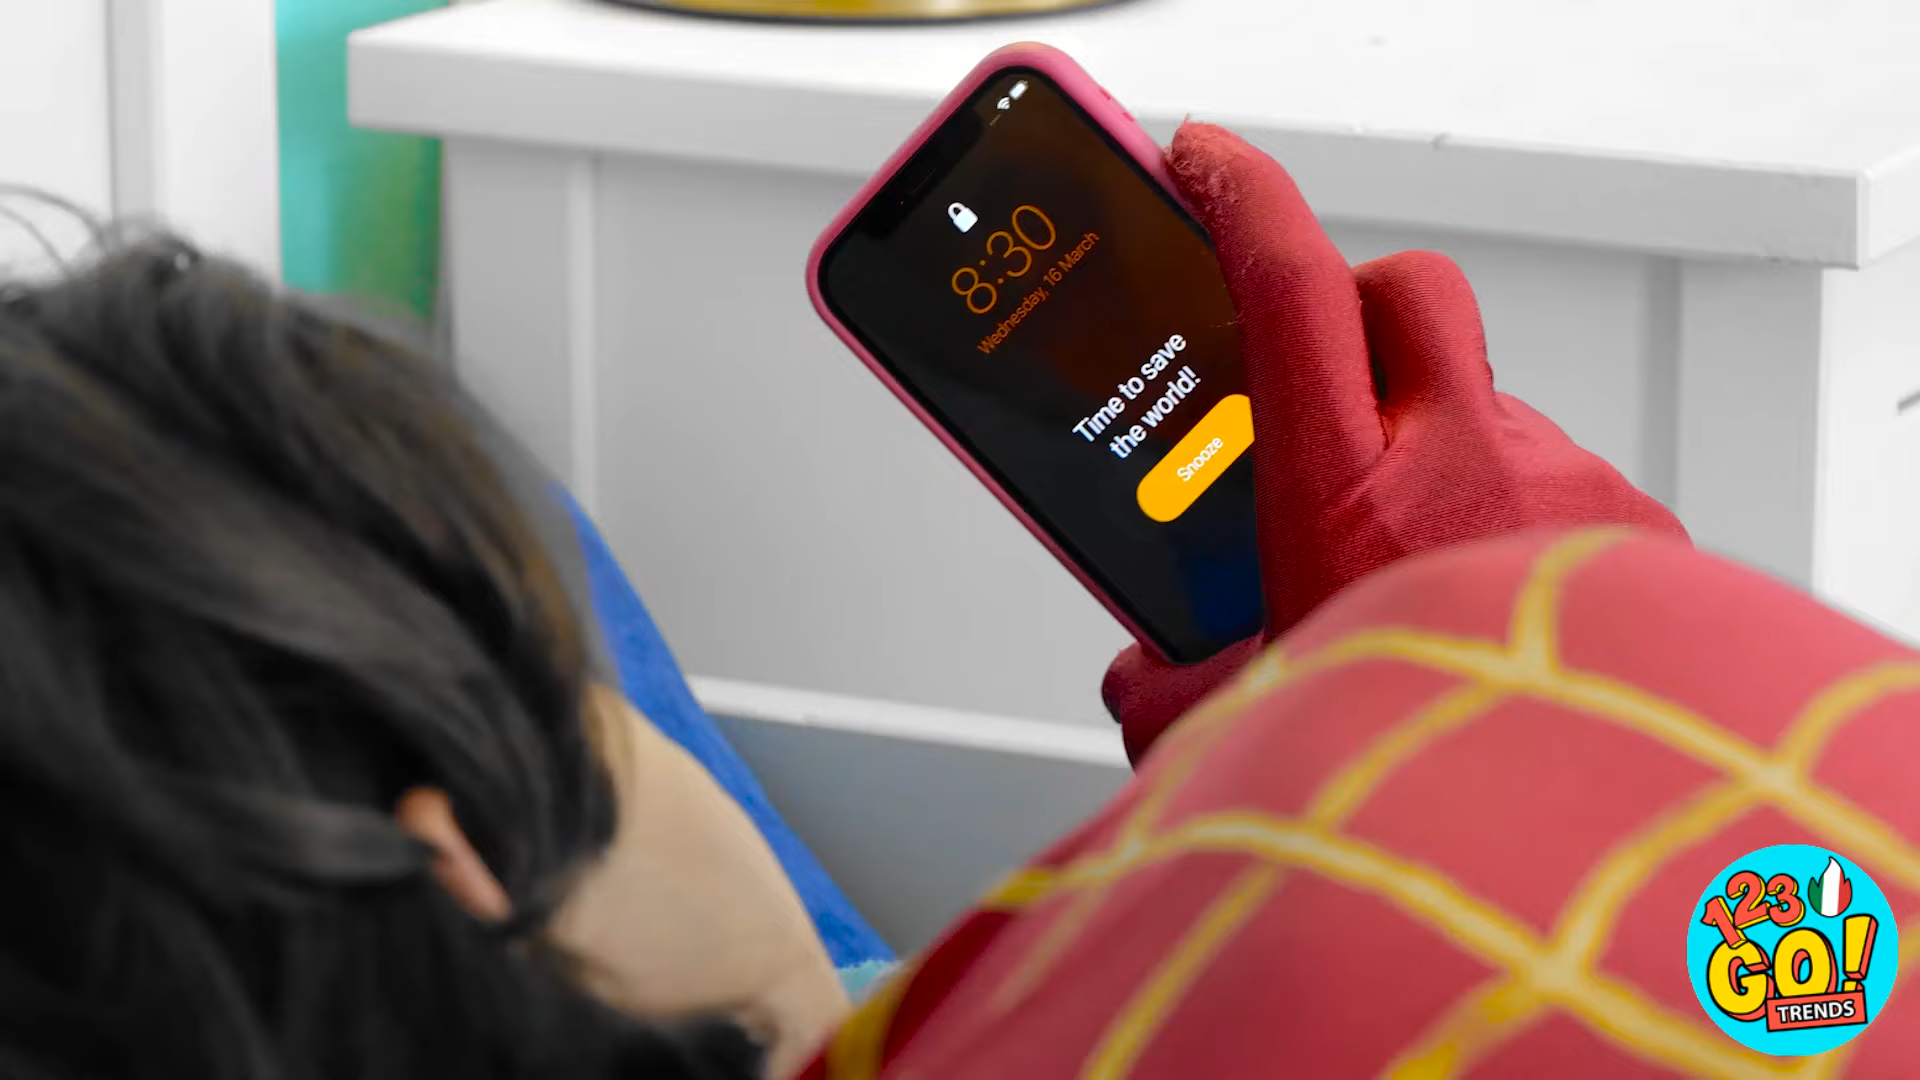 8:30
Wednesday, 16 March
Time to save
the world!
Snooze
123
GO!
TRENDS